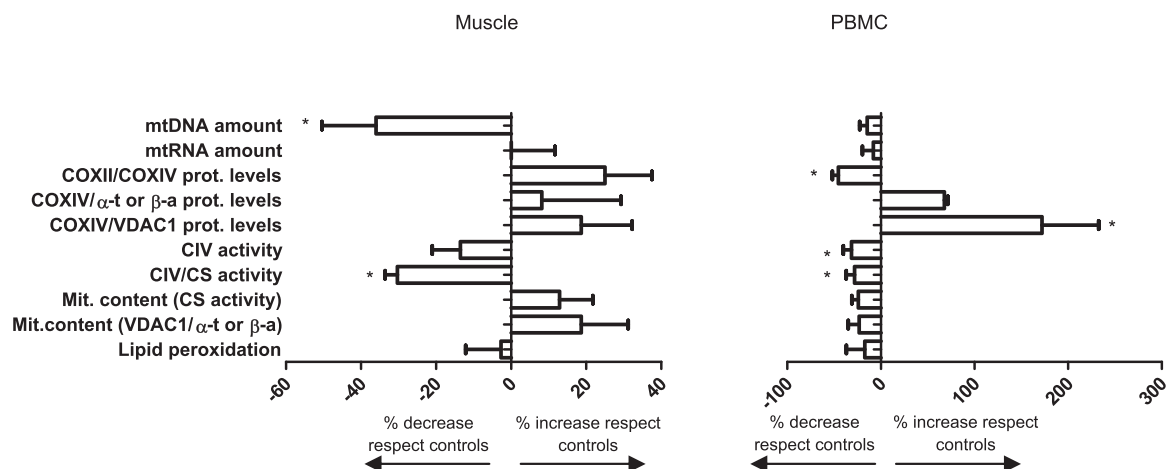 Muscle
PBMC
mtDNA amount
mtRNA amount
COXII/COXIV prot. levels
COXIV/α-t or β-a prot. levels
COXIV/VDAC1 prot. levels
CIV activity
CIV/CS activity
Mit. content (CS activity)
Mit.content (VDAC1/α-t or β-a)
Lipid peroxidation
*
*
*
*
*
*
-60 -40 -20 0 20 40
-100 0 100 200 300
% decrease
respect controls
% increase respect
controls
% decrease
respect controls
% increase respect
controls